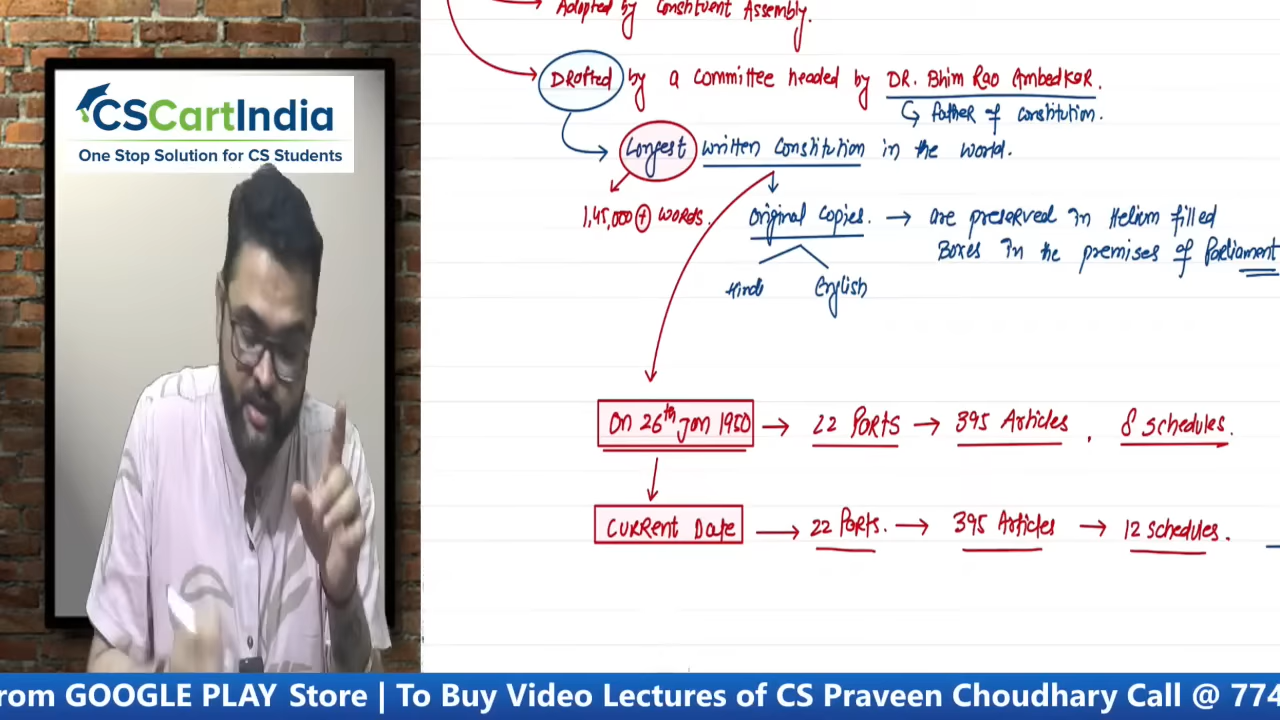 Adopted by Constituent Assembly.
Drafted by a committee headed by DR. Bhim Rao Ambedkar.
Father of constitution.
Longest written Constitution in the world.
1,45,000 + words.
Original Copies. → are preserved in Helium filled
Boxes in the premises of Parliament
Hindi English
On 26th Jan 1950 → 22 Parts → 395 Articles, 8 schedules.
Current Date → 22 Parts. → 395 Articles → 12 schedules.
CSCartIndia
One Stop Solution for CS Students
rom GOOGLE PLAY Store | To Buy Video Lectures of CS Praveen Choudhary Call @ 774